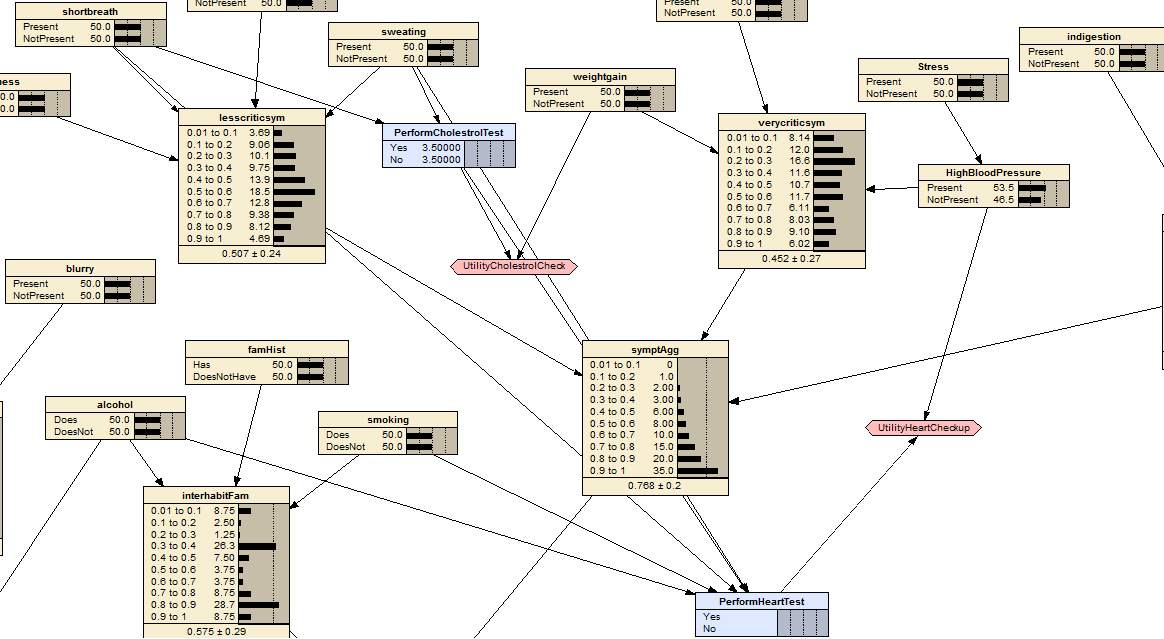 NotPresent 50.0
NotPresent 50.0
shortbreath
Present 50.0
NotPresent 50.0
sweating
Present 50.0
NotPresent 50.0
indigestion
Present 50.0
NotPresent 50.0
Stress
Present 50.0
NotPresent 50.0
weightgain
Present 50.0
NotPresent 50.0
ness
0.0
0.0
lesscriticsym
0.01 to 0.1 3.69
0.1 to 0.2 9.06
0.2 to 0.3 10.1
0.3 to 0.4 9.75
0.4 to 0.5 13.9
0.5 to 0.6 18.5
0.6 to 0.7 12.8
0.7 to 0.8 9.38
0.8 to 0.9 8.12
0.9 to 1 4.69
0.507 ± 0.24
PerformCholestrolTest
Yes 3.50000
No 3.50000
verycriticsym
0.01 to 0.1 8.14
0.1 to 0.2 12.0
0.2 to 0.3 16.6
0.3 to 0.4 11.6
0.4 to 0.5 10.7
0.5 to 0.6 11.7
0.6 to 0.7 6.11
0.7 to 0.8 8.03
0.8 to 0.9 9.10
0.9 to 1 6.02
0.452 ± 0.27
HighBloodPressure
Present 53.5
NotPresent 46.5
UtilityCholestrolCheck
blurry
Present 50.0
NotPresent 50.0
famHist
Has 50.0
DoesNotHave 50.0
symptAgg
0.01 to 0.1 0
0.1 to 0.2 1.0
0.2 to 0.3 2.00
0.3 to 0.4 3.00
0.4 to 0.5 6.00
0.5 to 0.6 8.00
0.6 to 0.7 10.0
0.7 to 0.8 15.0
0.8 to 0.9 20.0
0.9 to 1 35.0
0.768 ± 0.2
alcohol
Does 50.0
DoesNot 50.0
smoking
Does 50.0
DoesNot 50.0
UtilityHeartCheckup
interhabitFam
0.01 to 0.1 8.75
0.1 to 0.2 2.50
0.2 to 0.3 1.25
0.3 to 0.4 26.3
0.4 to 0.5 7.50
0.5 to 0.6 3.75
0.6 to 0.7 3.75
0.7 to 0.8 8.75
0.8 to 0.9 28.7
0.9 to 1 8.75
0.575 ± 0.29
PerformHeartTest
Yes
No